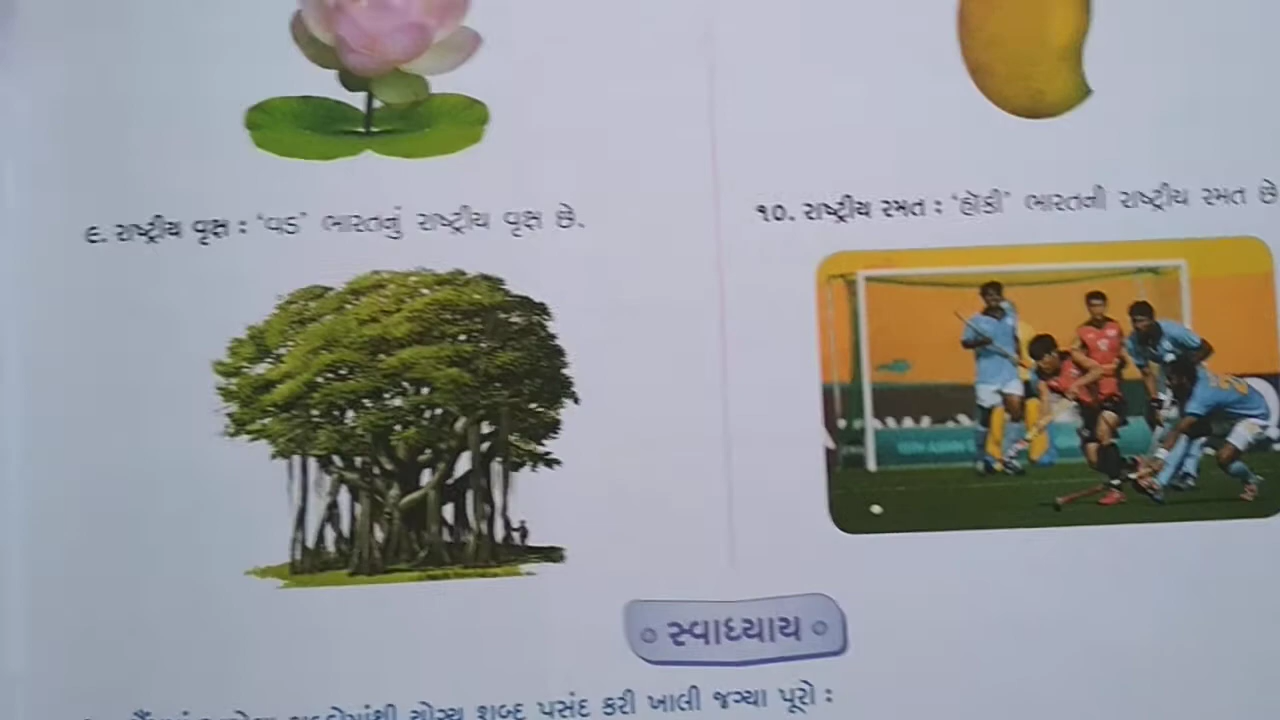 ૯. રાષ્ટ્રીય વૃક્ષ : ‘વડ’ ભારતનું રાષ્ટ્રીય વૃક્ષ છે.
૧૦. રાષ્ટ્રીય રમત : ‘હૉકી’ ભારતની રાષ્ટ્રીય રમત છે
સ્વાધ્યાય
યોગ્ય શબ્દ પસંદ કરી ખાલી જગ્યા પૂરો :